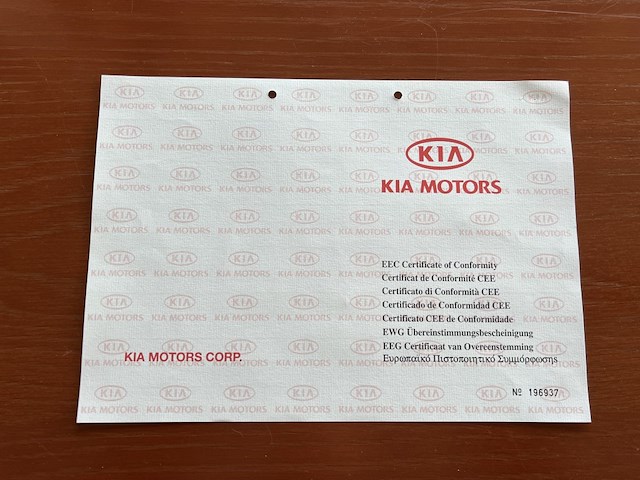 KIA
KIA MOTORS
EEC Certificate of Conformity
Certificat de Conformité CEE
Certificato di Conformità CEE
Certificado de Conformidad CEE
Certificato CEE de Conformidade
EWG Übereinstimmungsbescheinigung
EEG Certificaat van Overeenstemming
Ευρωπαϊκό Πιστοποιητικό Συμμόρφωσης
KIA MOTORS CORP.
Nº 196937